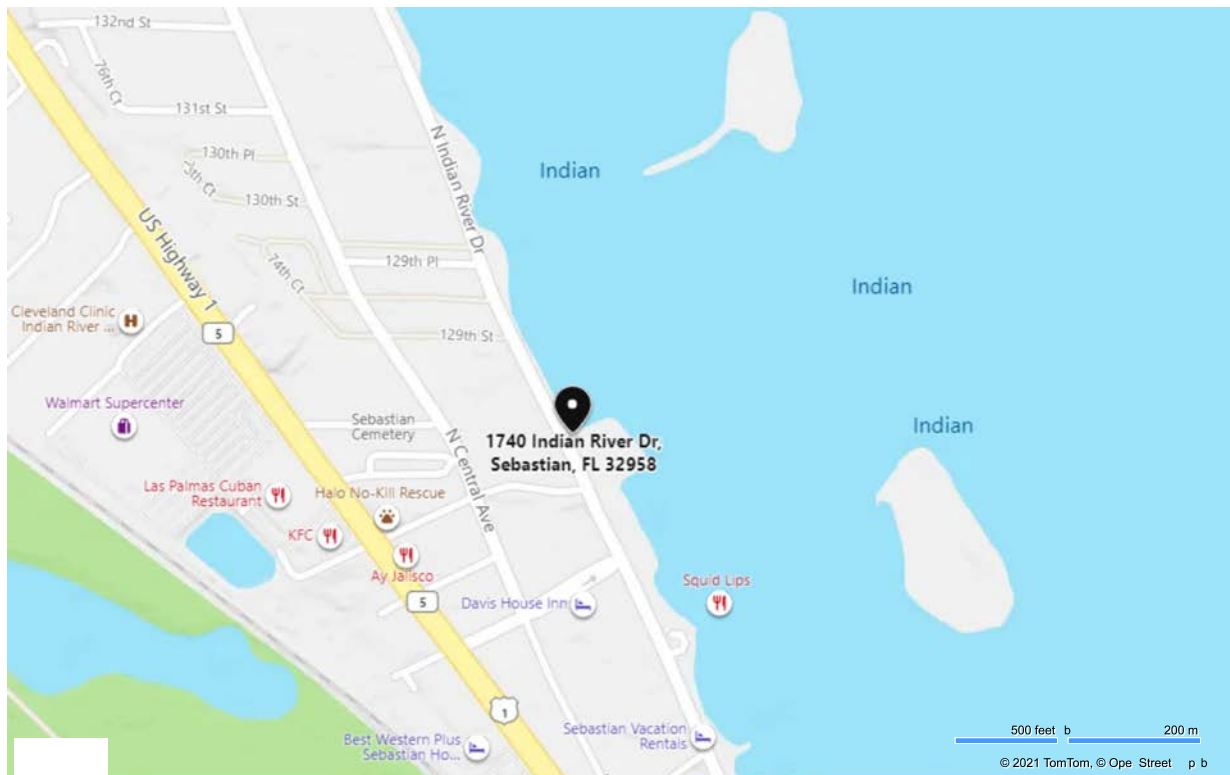 132nd St
76th Ct
131st St
130th Pl
130th St
N Indian River Dr
Indian
US Highway 1
74th Ct
129th Pl
Indian
Cleveland Clinic
Indian River ...
5
129th St
Walmart Supercenter
Sebastian
Cemetery
1740 Indian River Dr,
Sebastian, FL 32958
Indian
N Central Ave
Las Palmas Cuban
Restaurant
Halo No-Kill Rescue
KFC
Ay Jalisco
5
Davis House Inn
Squid Lips
1
Best Western Plus
Sebastian Ho...
Sebastian Vacation
Rentals
500 feet
200 m
© 2021 TomTom, © Ope Street